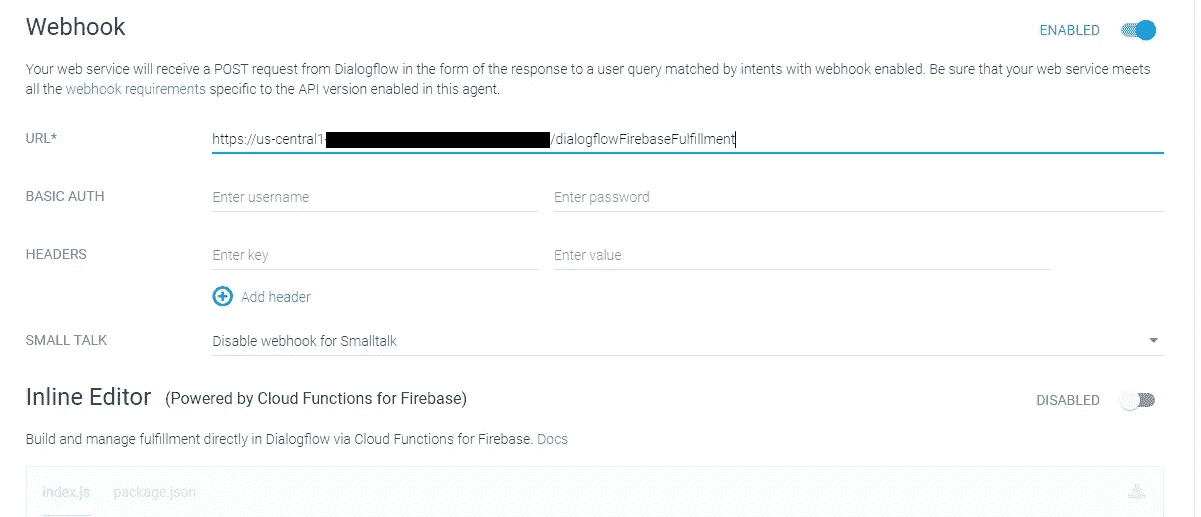 Webhook
ENABLED
Your web service will receive a POST request from Dialogflow in the form of the response to a user query matched by intents with webhook enabled. Be sure that your web service meets
all the webhook requirements specific to the API version enabled in this agent.
URL*
https://us-central1- /dialogflowFirebaseFulfillment
BASIC AUTH
Enter username
Enter password
HEADERS
Enter key
Enter value
Add header
SMALL TALK
Disable webhook for Smalltalk
Inline Editor (Powered by Cloud Functions for Firebase)
DISABLED
Build and manage fulfillment directly in Dialogflow via Cloud Functions for Firebase. Docs
index.js
package.json